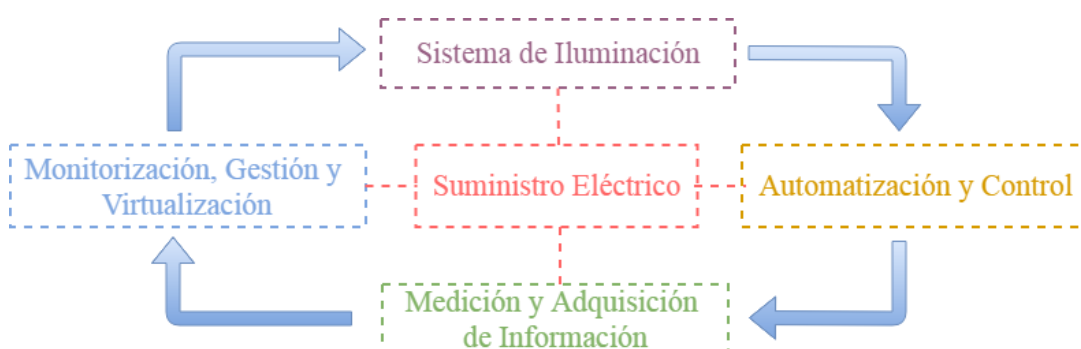 Sistema de Iluminación
Monitorización, Gestión y
Virtualización
Suministro Eléctrico
Automatización y Control
Medición y Adquisición
de Información